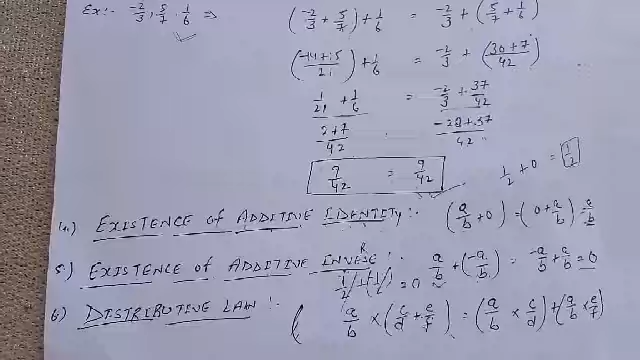 Ex:- -2/3, 5/7, 1/6 ⇒ (-2/3 + 5/7) + 1/6 = -2/3 + (5/7 + 1/6)
(-14+15/21) + 1/6 = -2/3 + (30+7/42)
1/21 + 1/6 = -2/3 + 37/42
2+7/42 -28+37/42
9/42 = 9/42
1/2 + 0 = 1/2
4.) EXISTENCE of ADDITIVE IDENTITY:- (a/b + 0) = (0 + a/b) = a/b
5.) EXISTENCE of ADDITIVE INVERSE:- a/b + (-a/b) = -a/b + a/b = 0
= 0
6) DISTRIBUTIVE LAW:- a/b × (c/d + e/f) = (a/b × c/d) + (a/b × e/f)